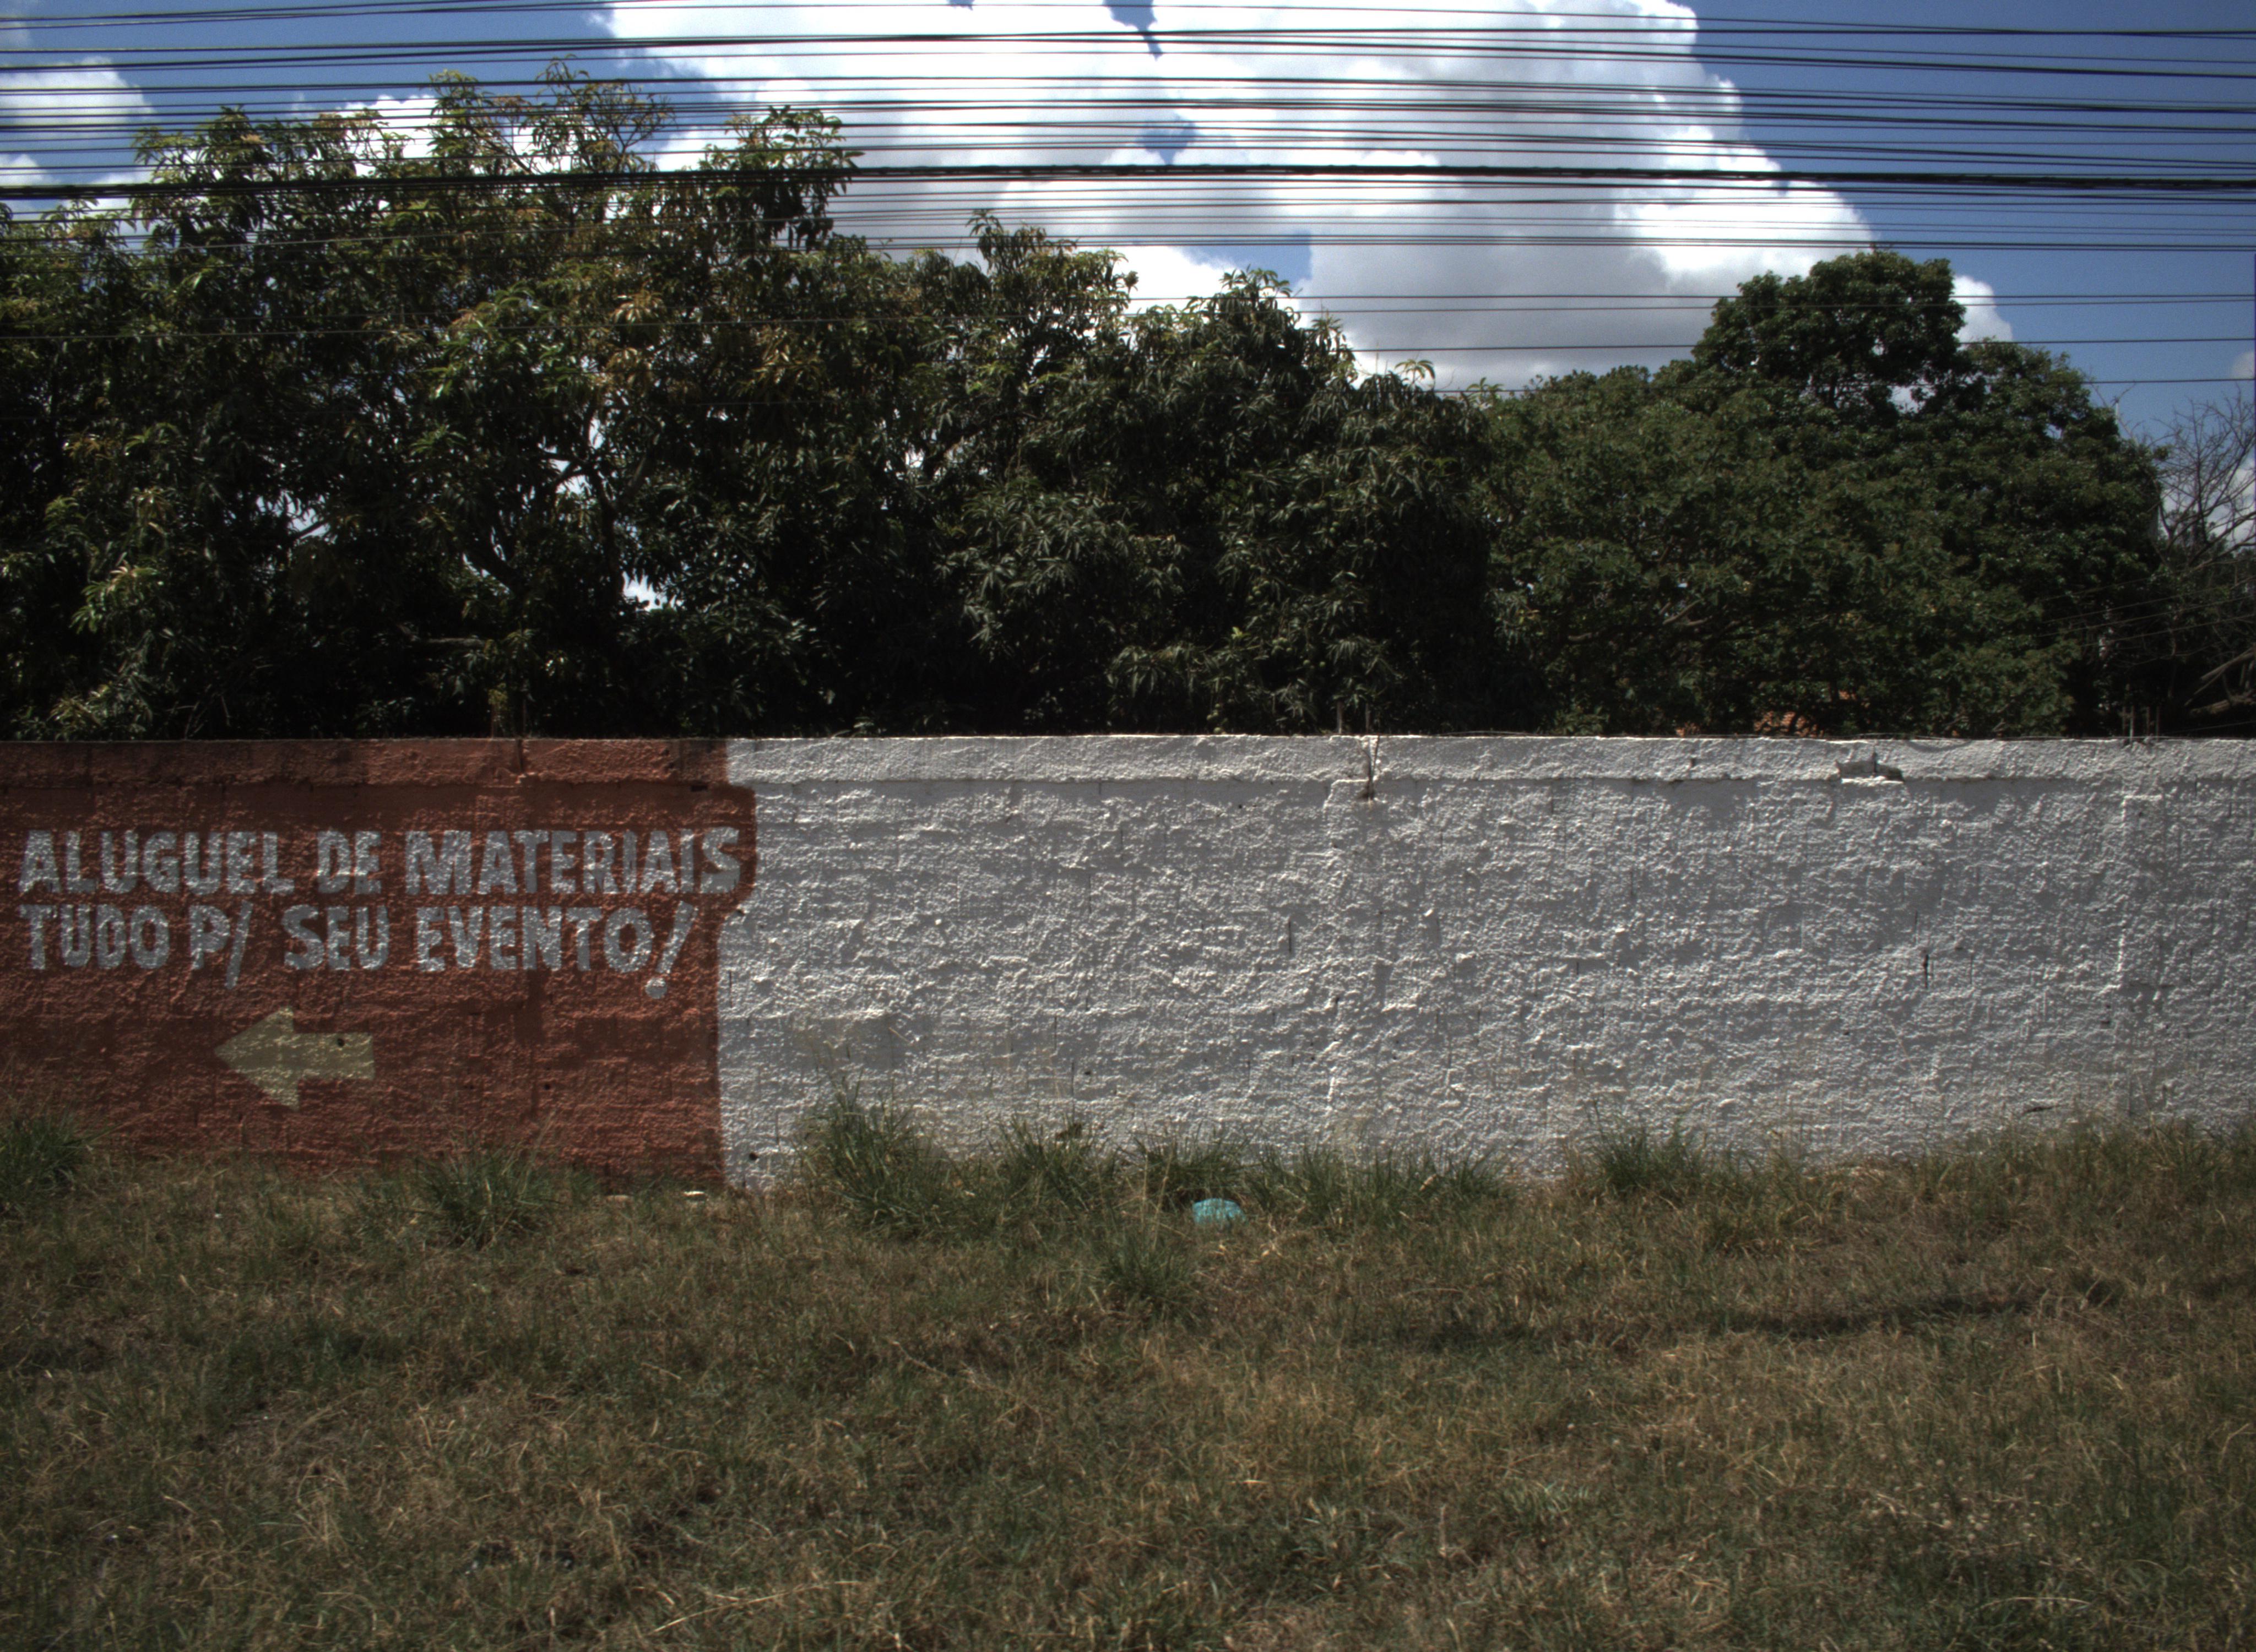 ALUGUEL DE MATERIAIS
TUDO P/ SEU EVENTO!